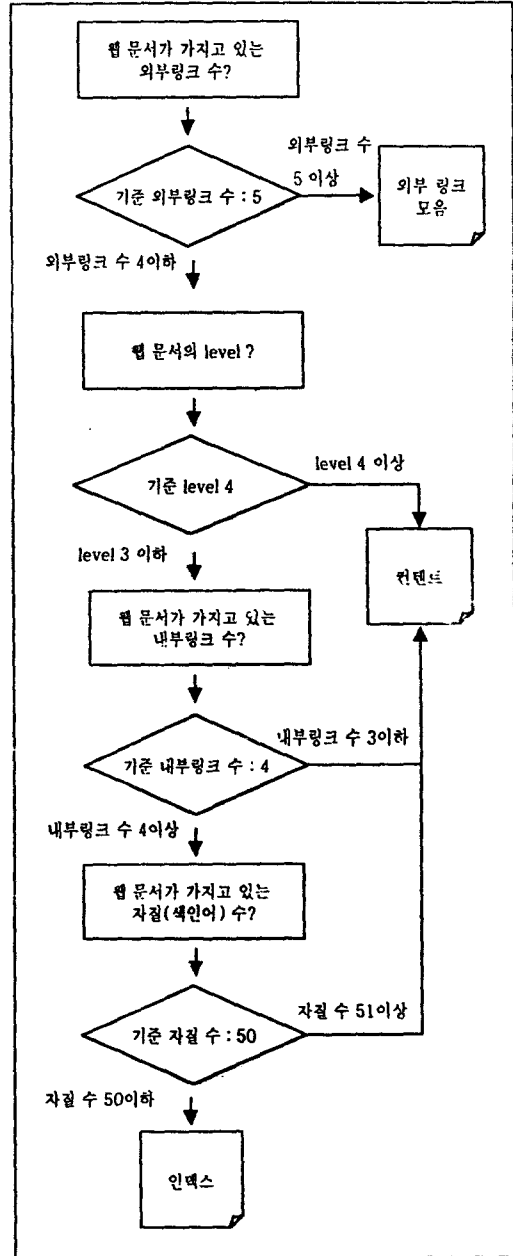 웹 문서가 가지고 있는
외부링크 수?
외부링크 수
5 이상
기준 외부링크 수 : 5
외부 링크
모음
외부링크 수 4이하
웹 문서의 level ?
level 4 이상
기준 level 4
level 3 이하
컨텐트
웹 문서가 가지고 있는
내부링크 수?
내부링크 수 3이하
기준 내부링크 수 : 4
내부링크 수 4이상
웹 문서가 가지고 있는
자질(색인어) 수?
자질 수 51이상
기준 자질 수 : 50
자질 수 50이하
인덱스